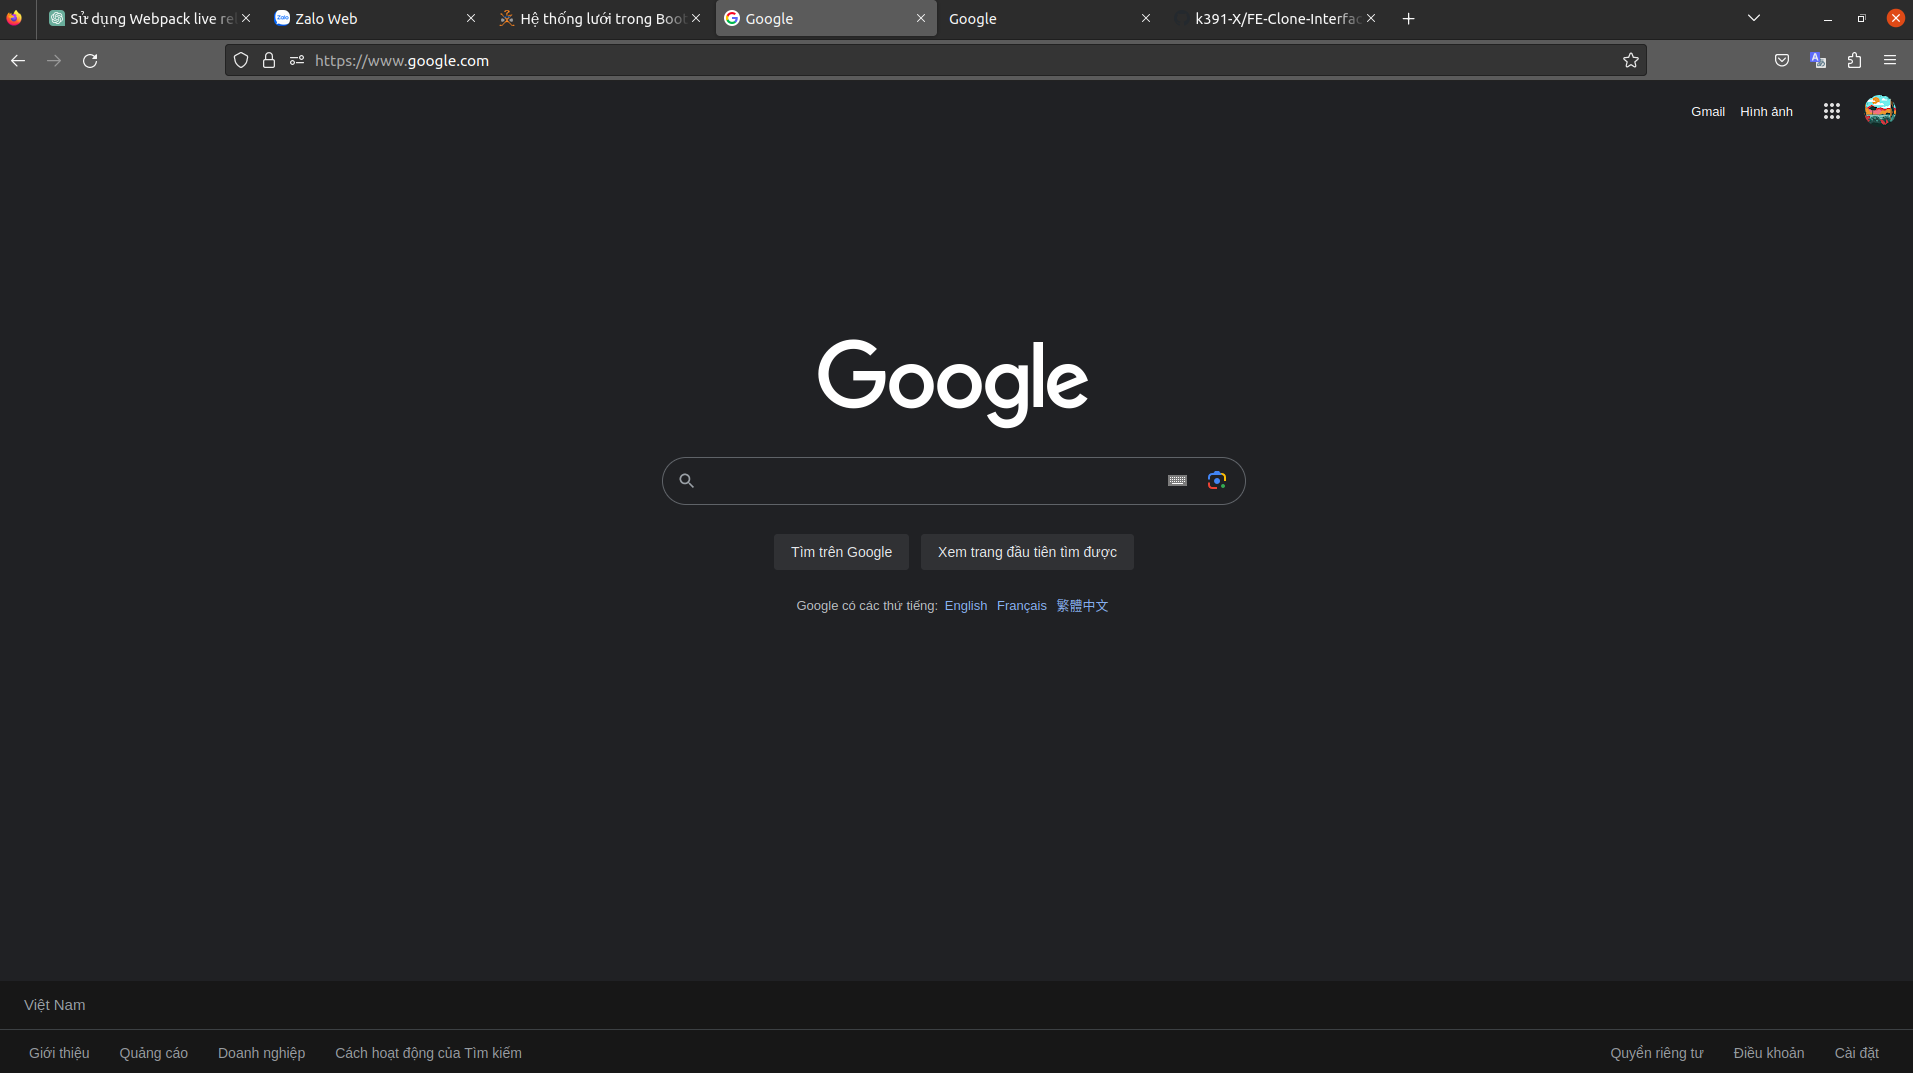 Sử dụng Webpack live rel
Zalo Web
Hệ thống lưới trong Boot
Google
Google
k391-X/FE-Clone-Interfac
https://www.google.com
Gmail Hình ảnh
Google
Tìm trên Google Xem trang đầu tiên tìm được
Google có các thứ tiếng: English Français 繁體中文
Việt Nam
Giới thiệu Quảng cáo Doanh nghiệp Cách hoạt động của Tìm kiếm Quyền riêng tư Điều khoản Cài đặt